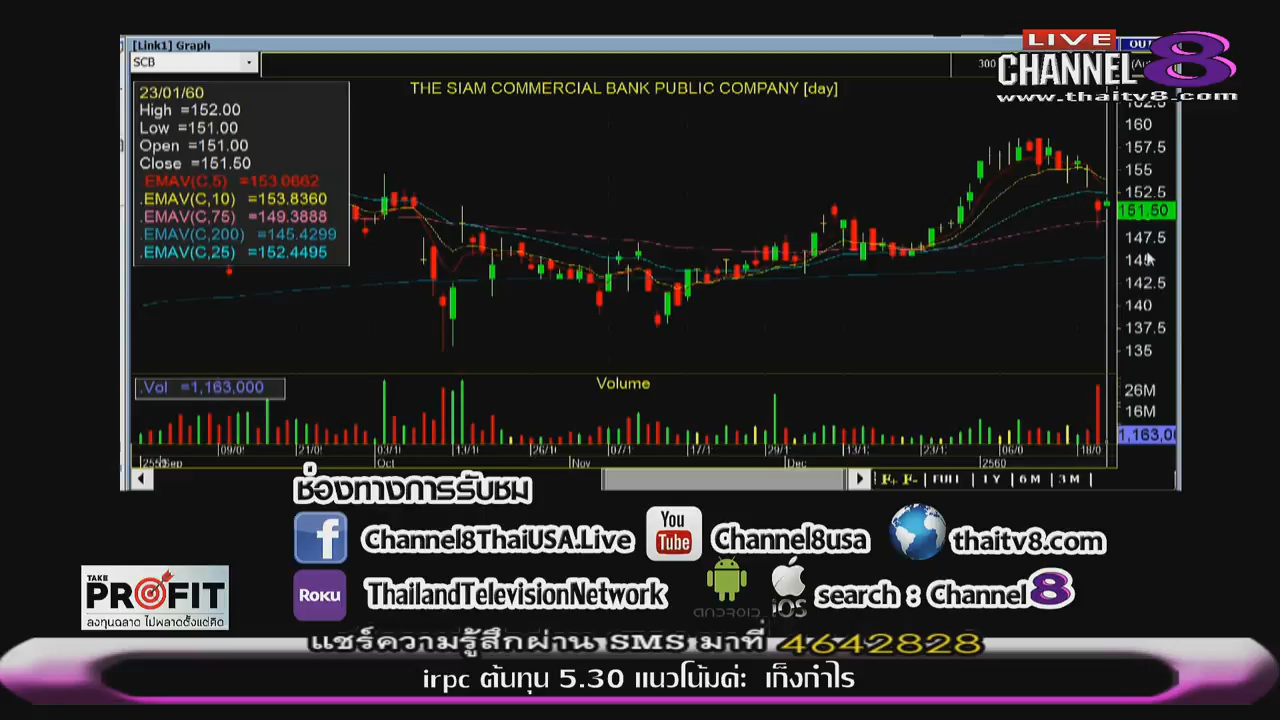 [Link1] Graph
LIVE
CHANNEL 8
www.thaitv8.com
SCB
300
THE SIAM COMMERCIAL BANK PUBLIC COMPANY [day]
23/01/60
High =152.00
Low =151.00
Open =151.00
Close =151.50
.EMAV(C,5) =153.0662
.EMAV(C,10) =153.8360
.EMAV(C,75) =149.3888
.EMAV(C,200) =145.4299
.EMAV(C,25) =152.4495
162.5
160
157.5
155
152.5
151.50
147.5
142.5
140
137.5
135
.Vol =1,163,000
Volume
26M
16M
Oct
Nov
Dec
2560
FULL 1 Y 6 M 3 M
ช่องทางการรับชม
Channel8ThaiUSA.Live
You Tube
Channel8usa
thaitv8.com
ROKU
ThailandTelevisionNetwork
iOS
search : Channel 8
TAKE PROFIT
ลงทุนฉลาด ไม่พลาดตั้งแต่คิด
แชร์ความรู้สึกผ่าน SMS มาที่ 4642828
irpc ต้นทุน 5.30 แนวโน้มค่ะ เก็งกำไร